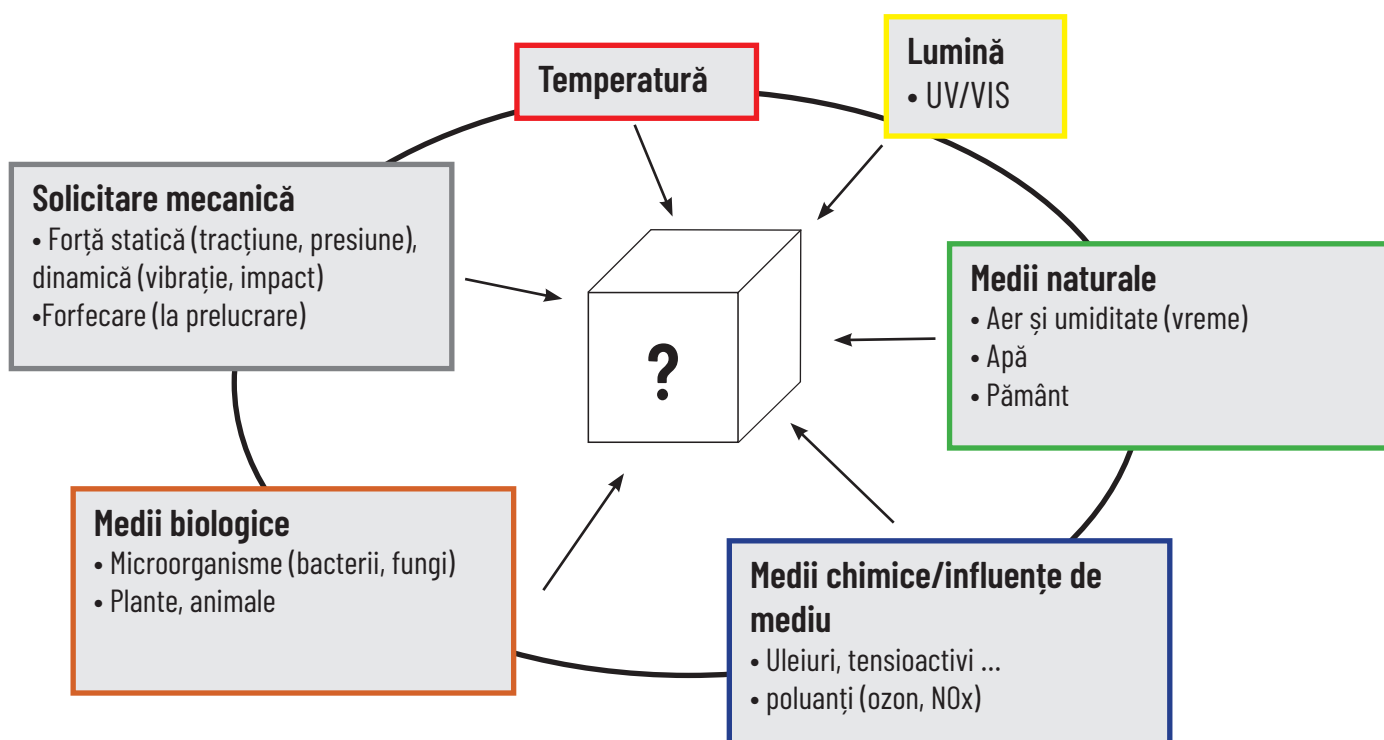 Temperatură
Lumină
• UV/VIS
Solicitare mecanică
• Forță statică (tracțiune, presiune),
dinamică (vibrație, impact)
•Forfecare (la prelucrare)
Medii naturale
• Aer și umiditate (vreme)
• Apă
• Pământ
?
Medii biologice
• Microorganisme (bacterii, fungi)
• Plante, animale
Medii chimice/influențe de
mediu
• Uleiuri, tensioactivi ...
• poluanți (ozon, NOx)